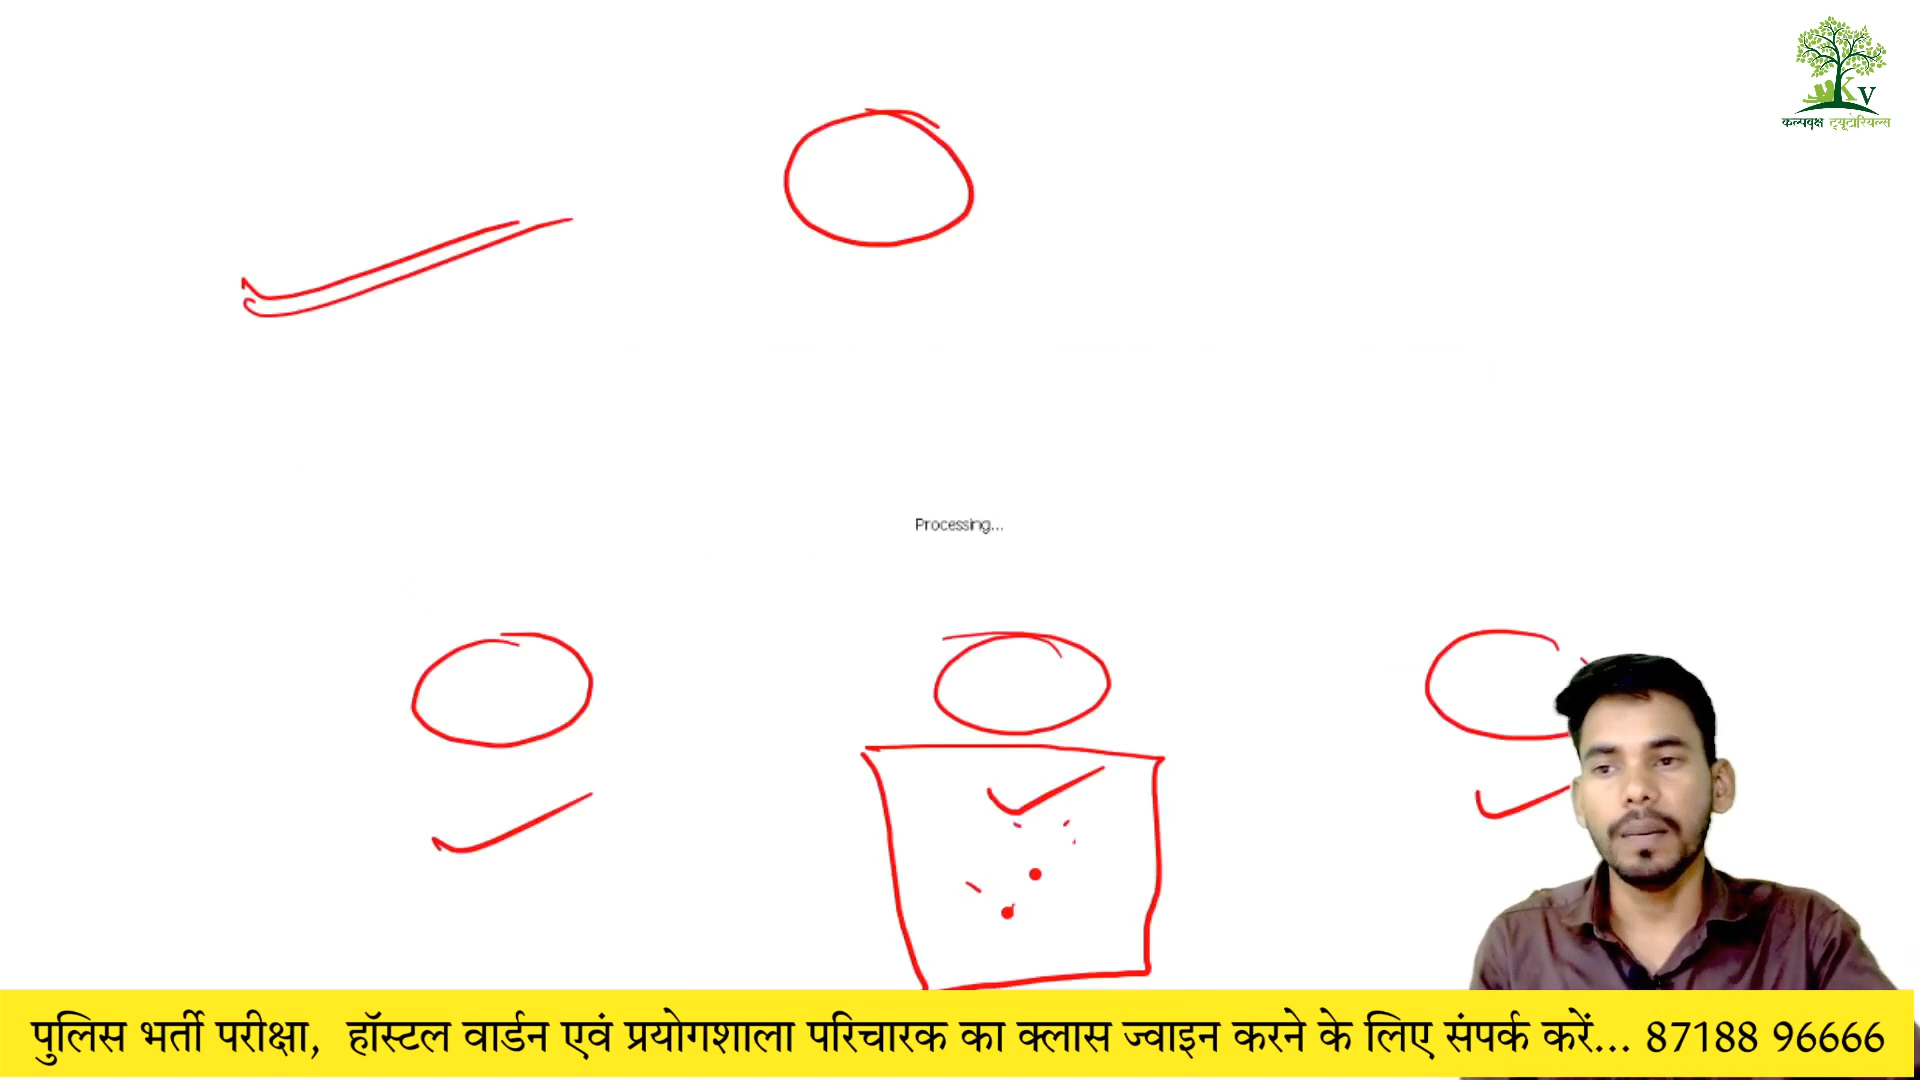 KV
कल्पवृक्ष ट्यूटोरियल्स
Processing...
पुलिस भर्ती परीक्षा, हॉस्टल वार्डन एवं प्रयोगशाला परिचारक का क्लास ज्वाइन करने के लिए संपर्क करें... 87188 96666